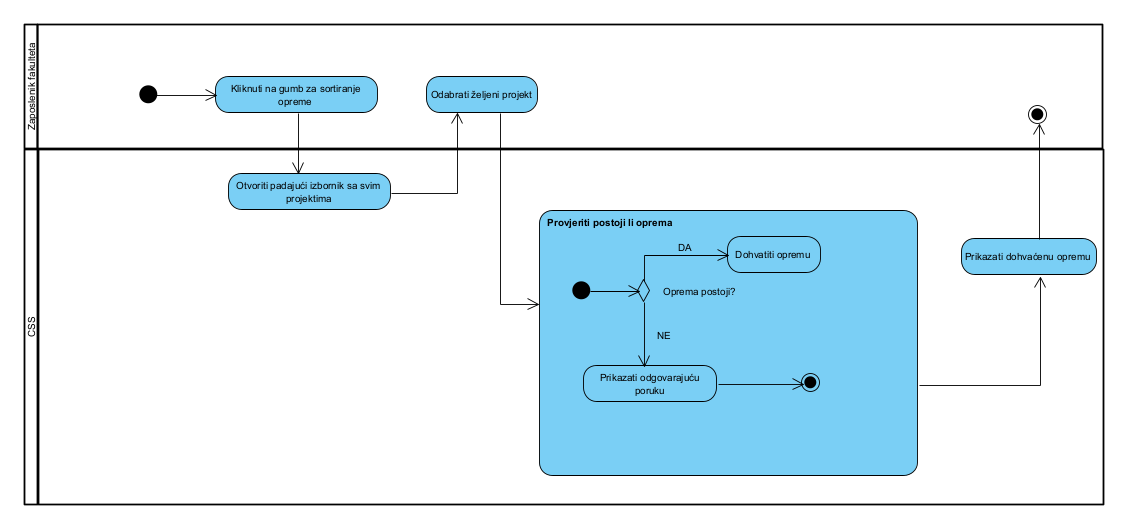 Zaposlenik fakulteta
Kliknuti na gumb za sortiranje
opreme
Odabrati željeni projekt
CSS
Otvoriti padajući izbornik sa svim
projektima
Provjeriti postoji li oprema
DA
Dohvatiti opremu
Oprema postoji?
NE
Prikazati odgovarajuću
poruku
Prikazati dohvaćenu opremu